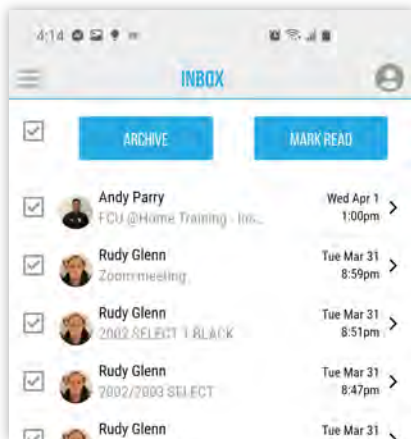 4:14
INBOX
ARCHIVE MARK READ
Andy Parry Wed Apr 1
FCU @Home Training - Ins... 1:00pm
Rudy Glenn Tue Mar 31
Zoom meeting 8:59pm
Rudy Glenn Tue Mar 31
2002 SELECT 1 BLACK 8:51pm
Rudy Glenn Tue Mar 31
2002/2003 SELECT 8:47pm
Rudy Glenn Tue Mar 31